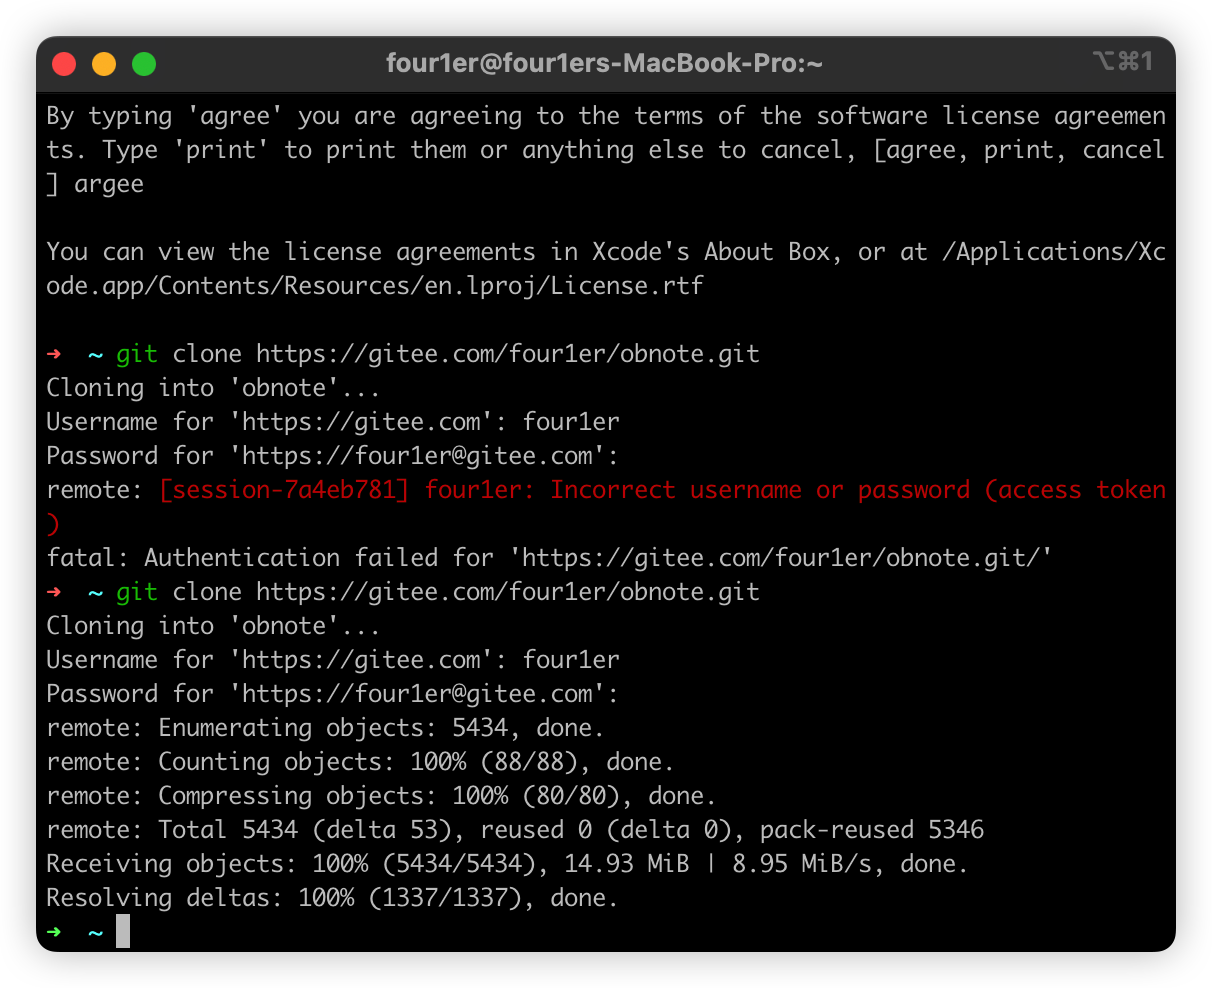 four1er@four1ers-MacBook-Pro:~
⌥⌘1
By typing 'agree' you are agreeing to the terms of the software license agreemen
ts. Type 'print' to print them or anything else to cancel, [agree, print, cancel
] argee
You can view the license agreements in Xcode's About Box, or at /Applications/Xc
ode.app/Contents/Resources/en.lproj/License.rtf
➜  ~ git clone https://gitee.com/four1er/obnote.git
Cloning into 'obnote'...
Username for 'https://gitee.com': four1er
Password for 'https://four1er@gitee.com':
remote: [session-7a4eb781] four1er: Incorrect username or password (access token
)
fatal: Authentication failed for 'https://gitee.com/four1er/obnote.git/'
➜  ~ git clone https://gitee.com/four1er/obnote.git
Cloning into 'obnote'...
Username for 'https://gitee.com': four1er
Password for 'https://four1er@gitee.com':
remote: Enumerating objects: 5434, done.
remote: Counting objects: 100% (88/88), done.
remote: Compressing objects: 100% (80/80), done.
remote: Total 5434 (delta 53), reused 0 (delta 0), pack-reused 5346
Receiving objects: 100% (5434/5434), 14.93 MiB | 8.95 MiB/s, done.
Resolving deltas: 100% (1337/1337), done.
➜  ~